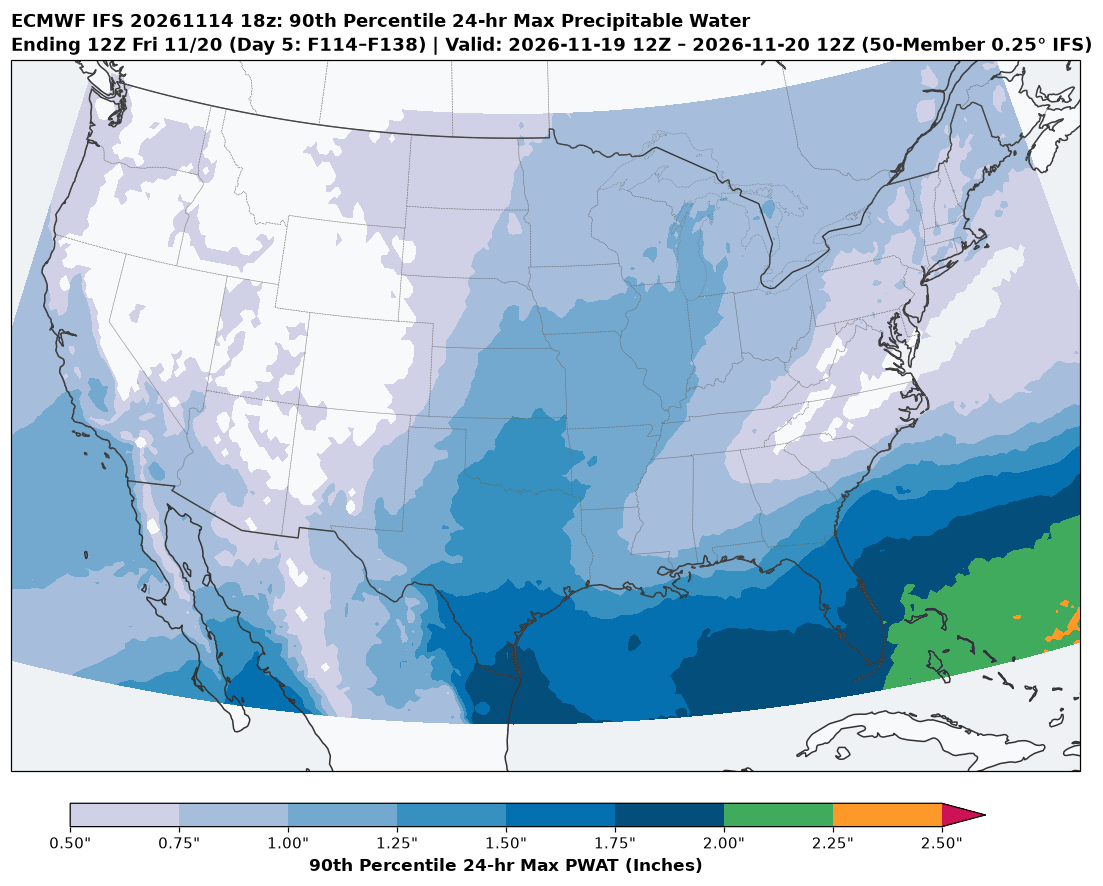 ECMWF IFS 20261114 18z: 90th Percentile 24-hr Max Precipitable Water
Ending 12Z Fri 11/20 (Day 5: F114–F138) | Valid: 2026-11-19 12Z – 2026-11-20 12Z (50-Member 0.25° IFS)
0.50" 0.75" 1.00" 1.25" 1.50" 1.75" 2.00" 2.25" 2.50"
90th Percentile 24-hr Max PWAT (Inches)